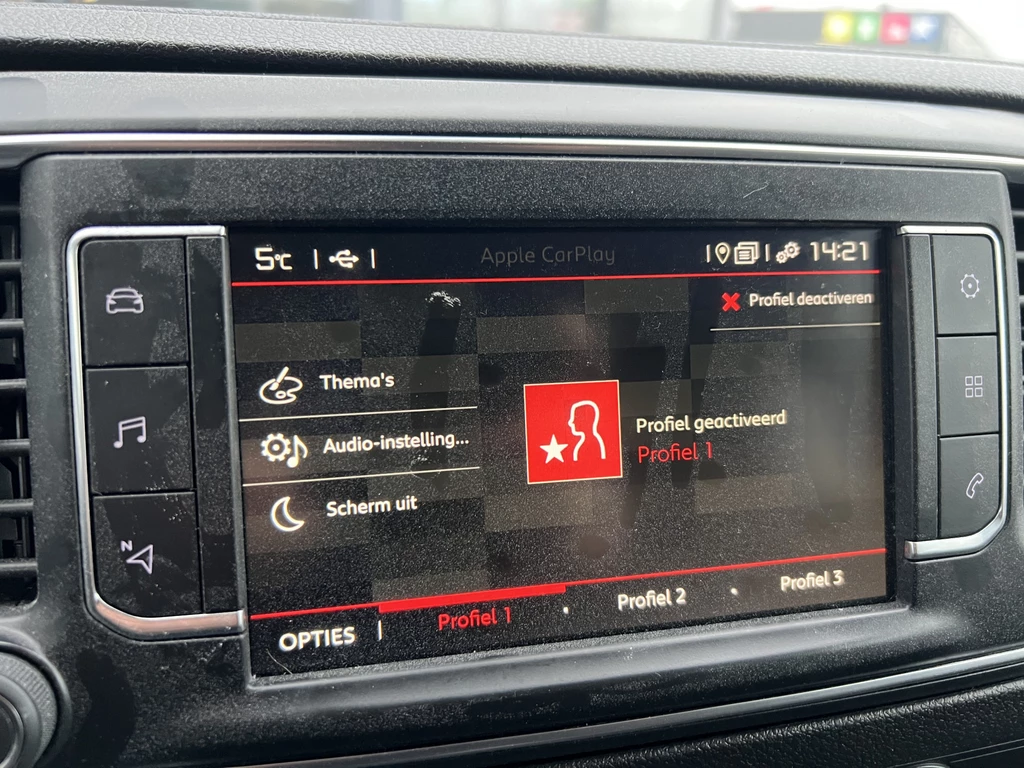 5°C
Apple CarPlay
14:21
Profiel deactiveren
Thema's
Audio-instelling...
Scherm uit
Profiel geactiveerd
Profiel 1
OPTIES
Profiel 1
Profiel 2
Profiel 3
N